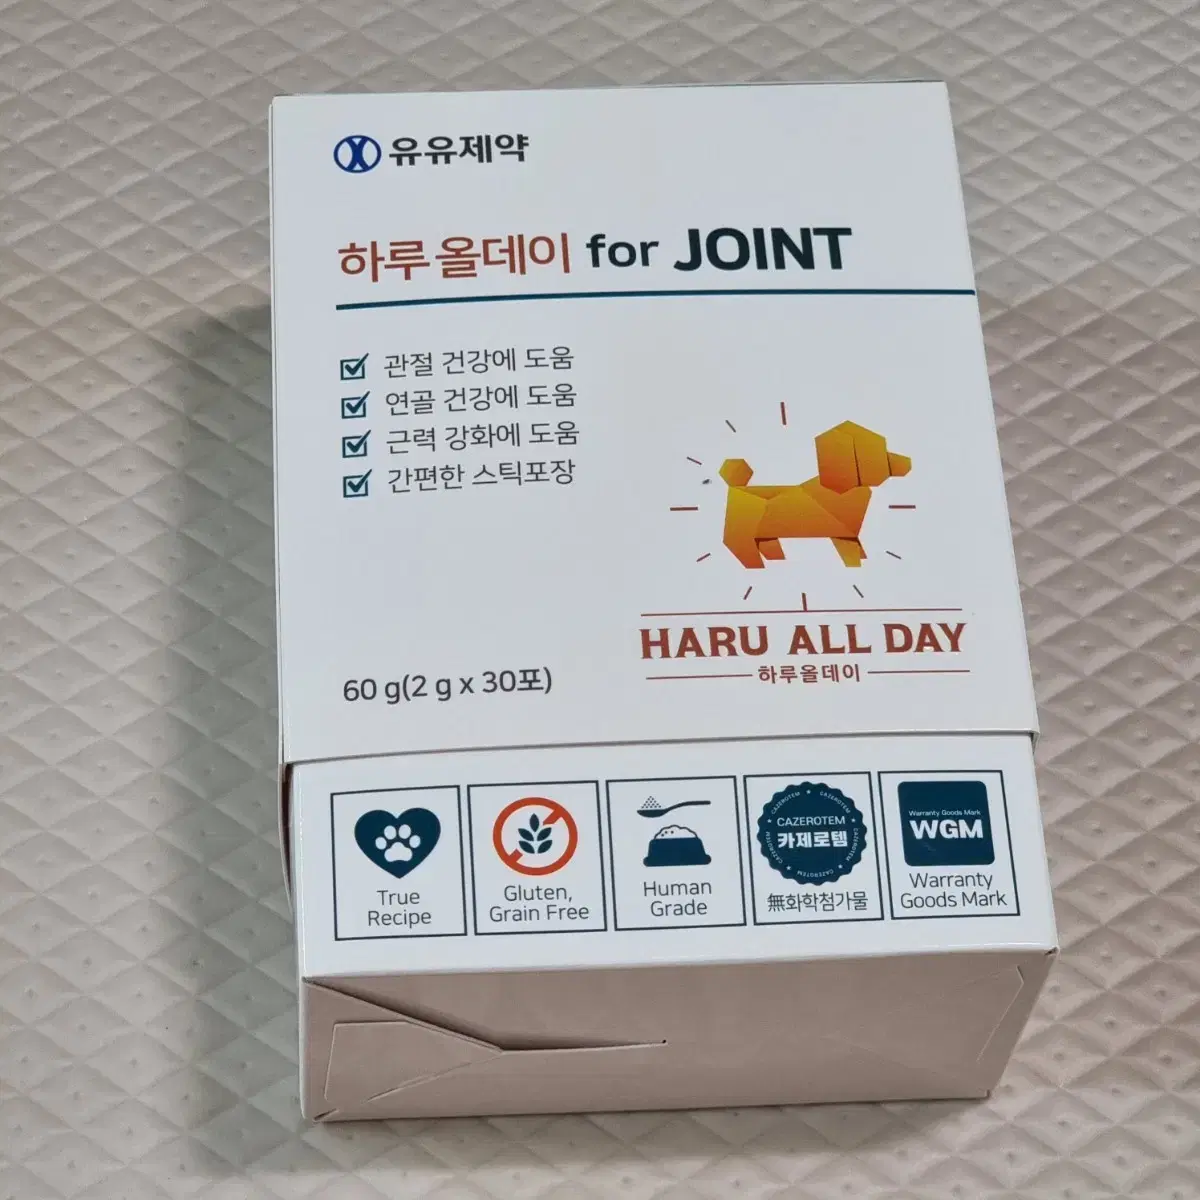 유유제약
하루 올데이 for JOINT
관절 건강에 도움
연골 건강에 도움
근력 강화에 도움
간편한 스틱포장
HARU ALL DAY
하루올데이
60 g(2 g x 30포)
True
Recipe
Gluten,
Grain Free
Human
Grade
CAZEROTEM
CAZEROTEM
카제로템
CAZEROTEM
CAZEROTEM
CAZEROTEM
無화학첨가물
Warranty Goods Mark
WGM
Warranty
Goods Mark